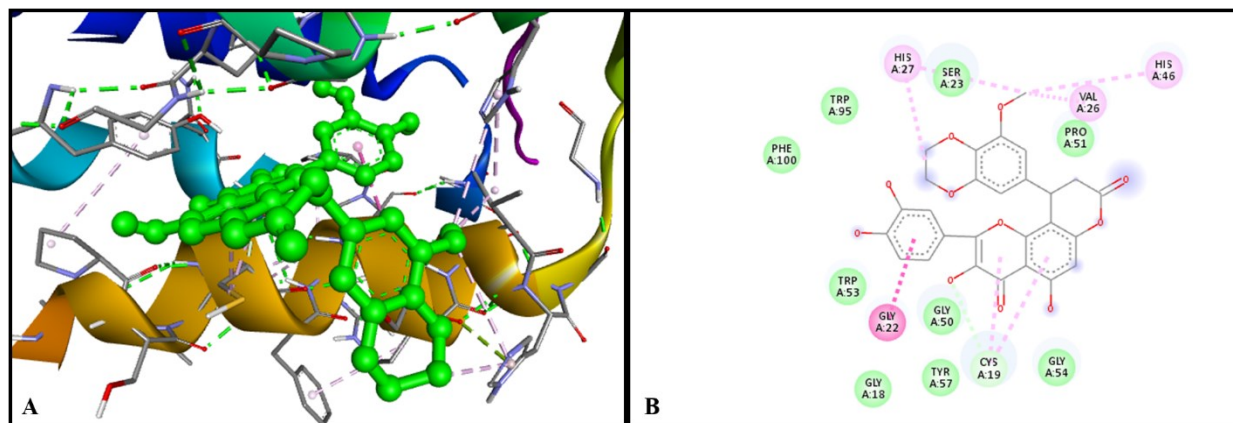 HIS
A:27
SER
A:23
HIS
A:46
VAL
A:26
TRP
A:95
PRO
A:51
PHE
A:100
O
O
O
O
O
O
O
O
TRP
A:53
O
O
O
GLY
A:22
GLY
A:50
GLY
A:18
TYR
A:57
CYS
A:19
GLY
A:54
A
B